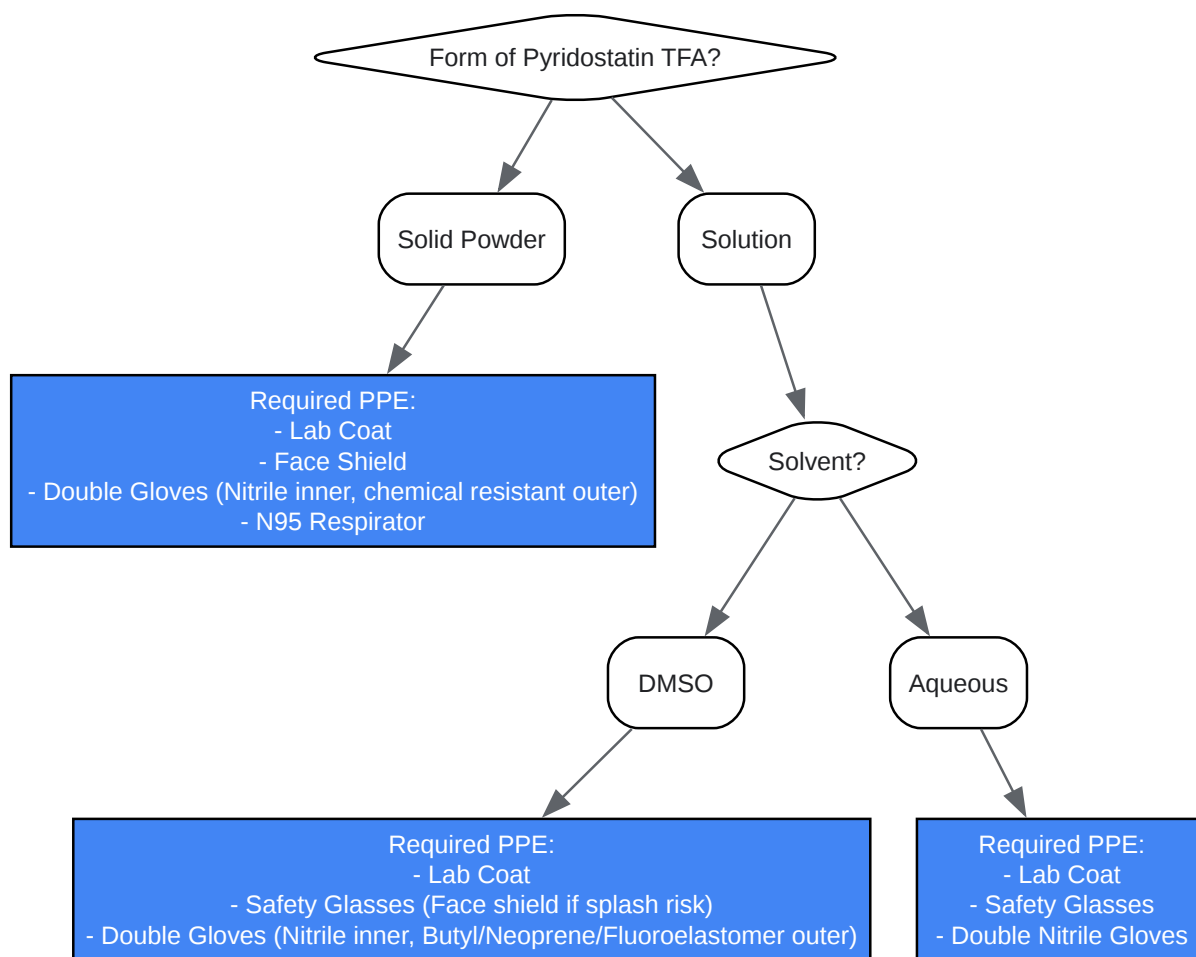 Form of Pyridostatin TFA?
Solid Powder
Solution
Required PPE:
- Lab Coat
- Face Shield
- Double Gloves (Nitrile inner, chemical resistant outer)
- N95 Respirator
Solvent?
DMSO
Aqueous
Required PPE:
- Lab Coat
- Safety Glasses (Face shield if splash risk)
- Double Gloves (Nitrile inner, Butyl/Neoprene/Fluoroelastomer outer)
Required PPE:
- Lab Coat
- Safety Glasses
- Double Nitrile Gloves